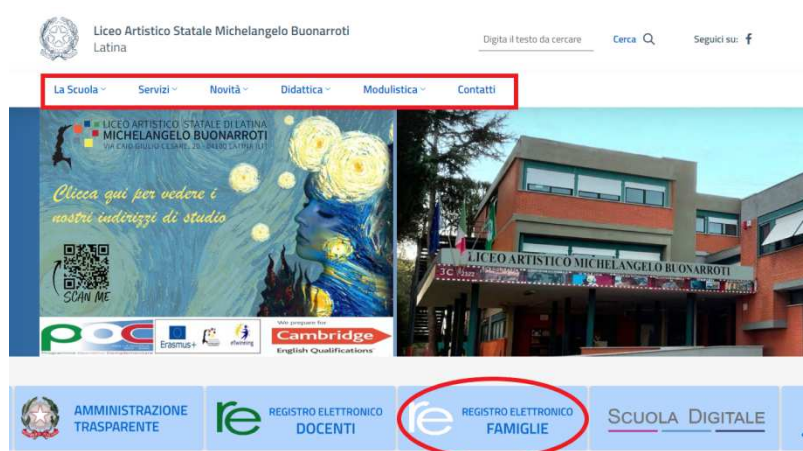 Liceo Artistico Statale Michelangelo Buonarroti
Latina
Digita il testo da cercare
Cerca
Seguici su:
La Scuola
Servizi
Novità
Didattica
Modulistica
Contatti
LICEO ARTISTICO STATALE DI LATINA
MICHELANGELO BUONARROTI
Clicca qui per vedere i
nostri indirizzi di studio
SCAN ME
LICEO ARTISTICO MICHELANGELO BUONARROTI
Erasmus+
eTwinning
We prepare for
Cambridge
English Qualifications
AMMINISTRAZIONE
TRASPARENTE
re
REGISTRO ELETTRONICO
DOCENTI
re
REGISTRO ELETTRONICO
FAMIGLIE
SCUOLA DIGITALE